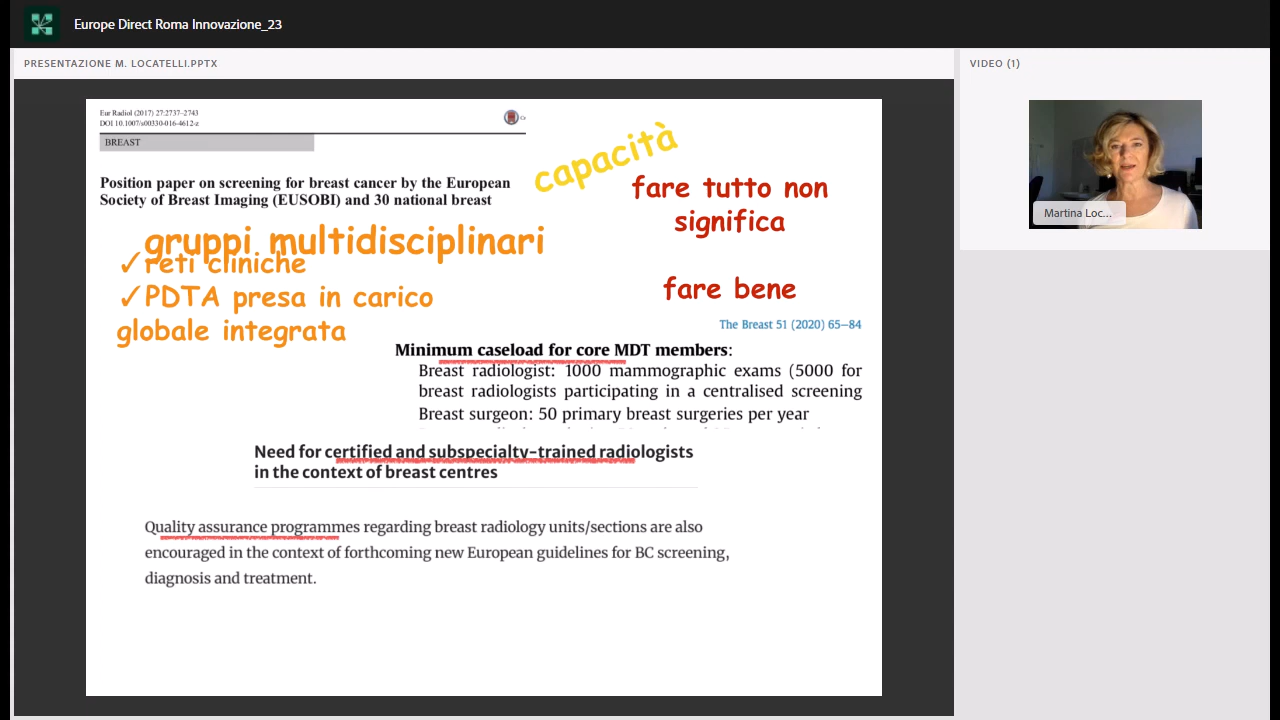 Europe Direct Roma Innovazione_23
PRESENTAZIONE M. LOCATELLI.PPTX
VIDEO (1)
Eur Radiol (2017) 27:2737–2743
DOI 10.1007/s00330-016-4612-z
BREAST
Position paper on screening for breast cancer by the European
Society of Breast Imaging (EUSOBI) and 30 national breast
capacità
fare tutto non
significa
fare bene
gruppi multidisciplinari
✓reti cliniche
✓PDTA presa in carico
globale integrata
The Breast 51 (2020) 65–84
Minimum caseload for core MDT members:
Breast radiologist: 1000 mammographic exams (5000 for
breast radiologists participating in a centralised screening
Breast surgeon: 50 primary breast surgeries per year
Need for certified and subspecialty-trained radiologists
in the context of breast centres
Quality assurance programmes regarding breast radiology units/sections are also
encouraged in the context of forthcoming new European guidelines for BC screening,
diagnosis and treatment.
Martina Loc...